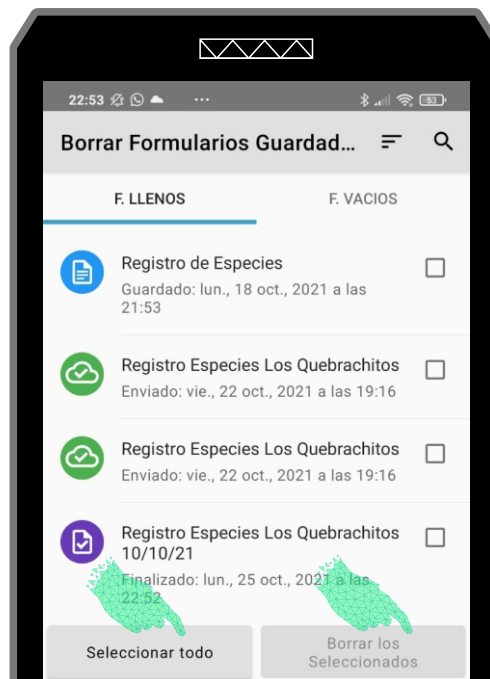 22:53
53
Borrar Formularios Guardad...
F. LLENOS
F. VACIOS
Registro de Especies
Guardado: lun., 18 oct., 2021 a las
21:53
Registro Especies Los Quebrachitos
Enviado: vie., 22 oct., 2021 a las 19:16
Registro Especies Los Quebrachitos
Enviado: vie., 22 oct., 2021 a las 19:16
Registro Especies Los Quebrachitos
10/10/21
Finalizado: lun., 25 oct., 2021 a las
22:52
Seleccionar todo
Borrar los
Seleccionados